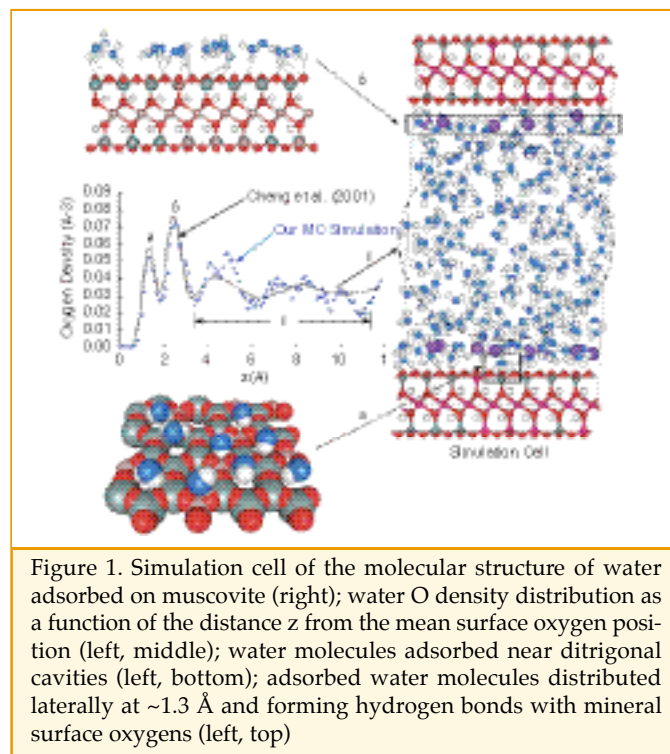 b
Cheng et al. (2001)
Our MC Simulation
Oxygen Density (A-3)
0.09
0.08
0.07
0.06
0.05
0.04
0.03
0.02
0.01
0.00
a
b
0 2 4 6 8 10 1
z(A)
a
Simulation Cell
Figure 1. Simulation cell of the molecular structure of water
adsorbed on muscovite (right); water O density distribution as
a function of the distance z from the mean surface oxygen posi-
tion (left, middle); water molecules adsorbed near ditrigonal
cavities (left, bottom); adsorbed water molecules distributed
laterally at ~1.3 Å and forming hydrogen bonds with mineral
surface oxygens (left, top)